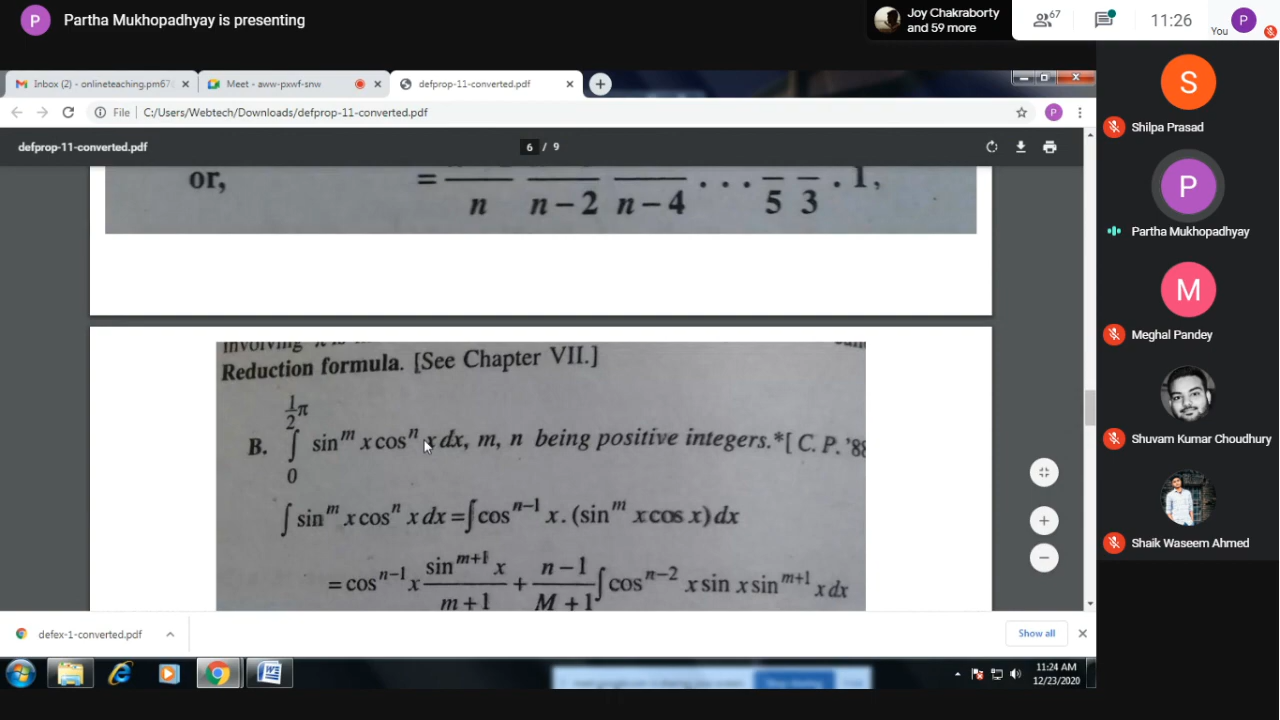 P Partha Mukhopadhyay is presenting
Joy Chakraborty
and 59 more
67
11:26
You P
Inbox (2) - onlineteaching.pm67
Meet - aww-pxwf-snw
defprop-11-converted.pdf
File C:/Users/Webtech/Downloads/defprop-11-converted.pdf
P
defprop-11-converted.pdf
6 / 9
or, = — n — n−2 — n−4 ... — 5 — 3 . 1,
Reduction formula. [See Chapter VII.]
B. ∫₀^{½π} sin^m x cos^n x dx, m, n being positive integers.*[ C. P. '88
∫ sin^m x cos^n x dx = ∫ cos^{n−1} x. (sin^m x cos x) dx
= cos^{n−1} x sin^{m+1} x / m+1 + n−1 / M+1 ∫ cos^{n−2} x sin x sin^{m+1} x dx
S
Shilpa Prasad
P
Partha Mukhopadhyay
M
Meghal Pandey
Shuvam Kumar Choudhury
Shaik Waseem Ahmed
defex-1-converted.pdf
Show all
11:24 AM
12/23/2020